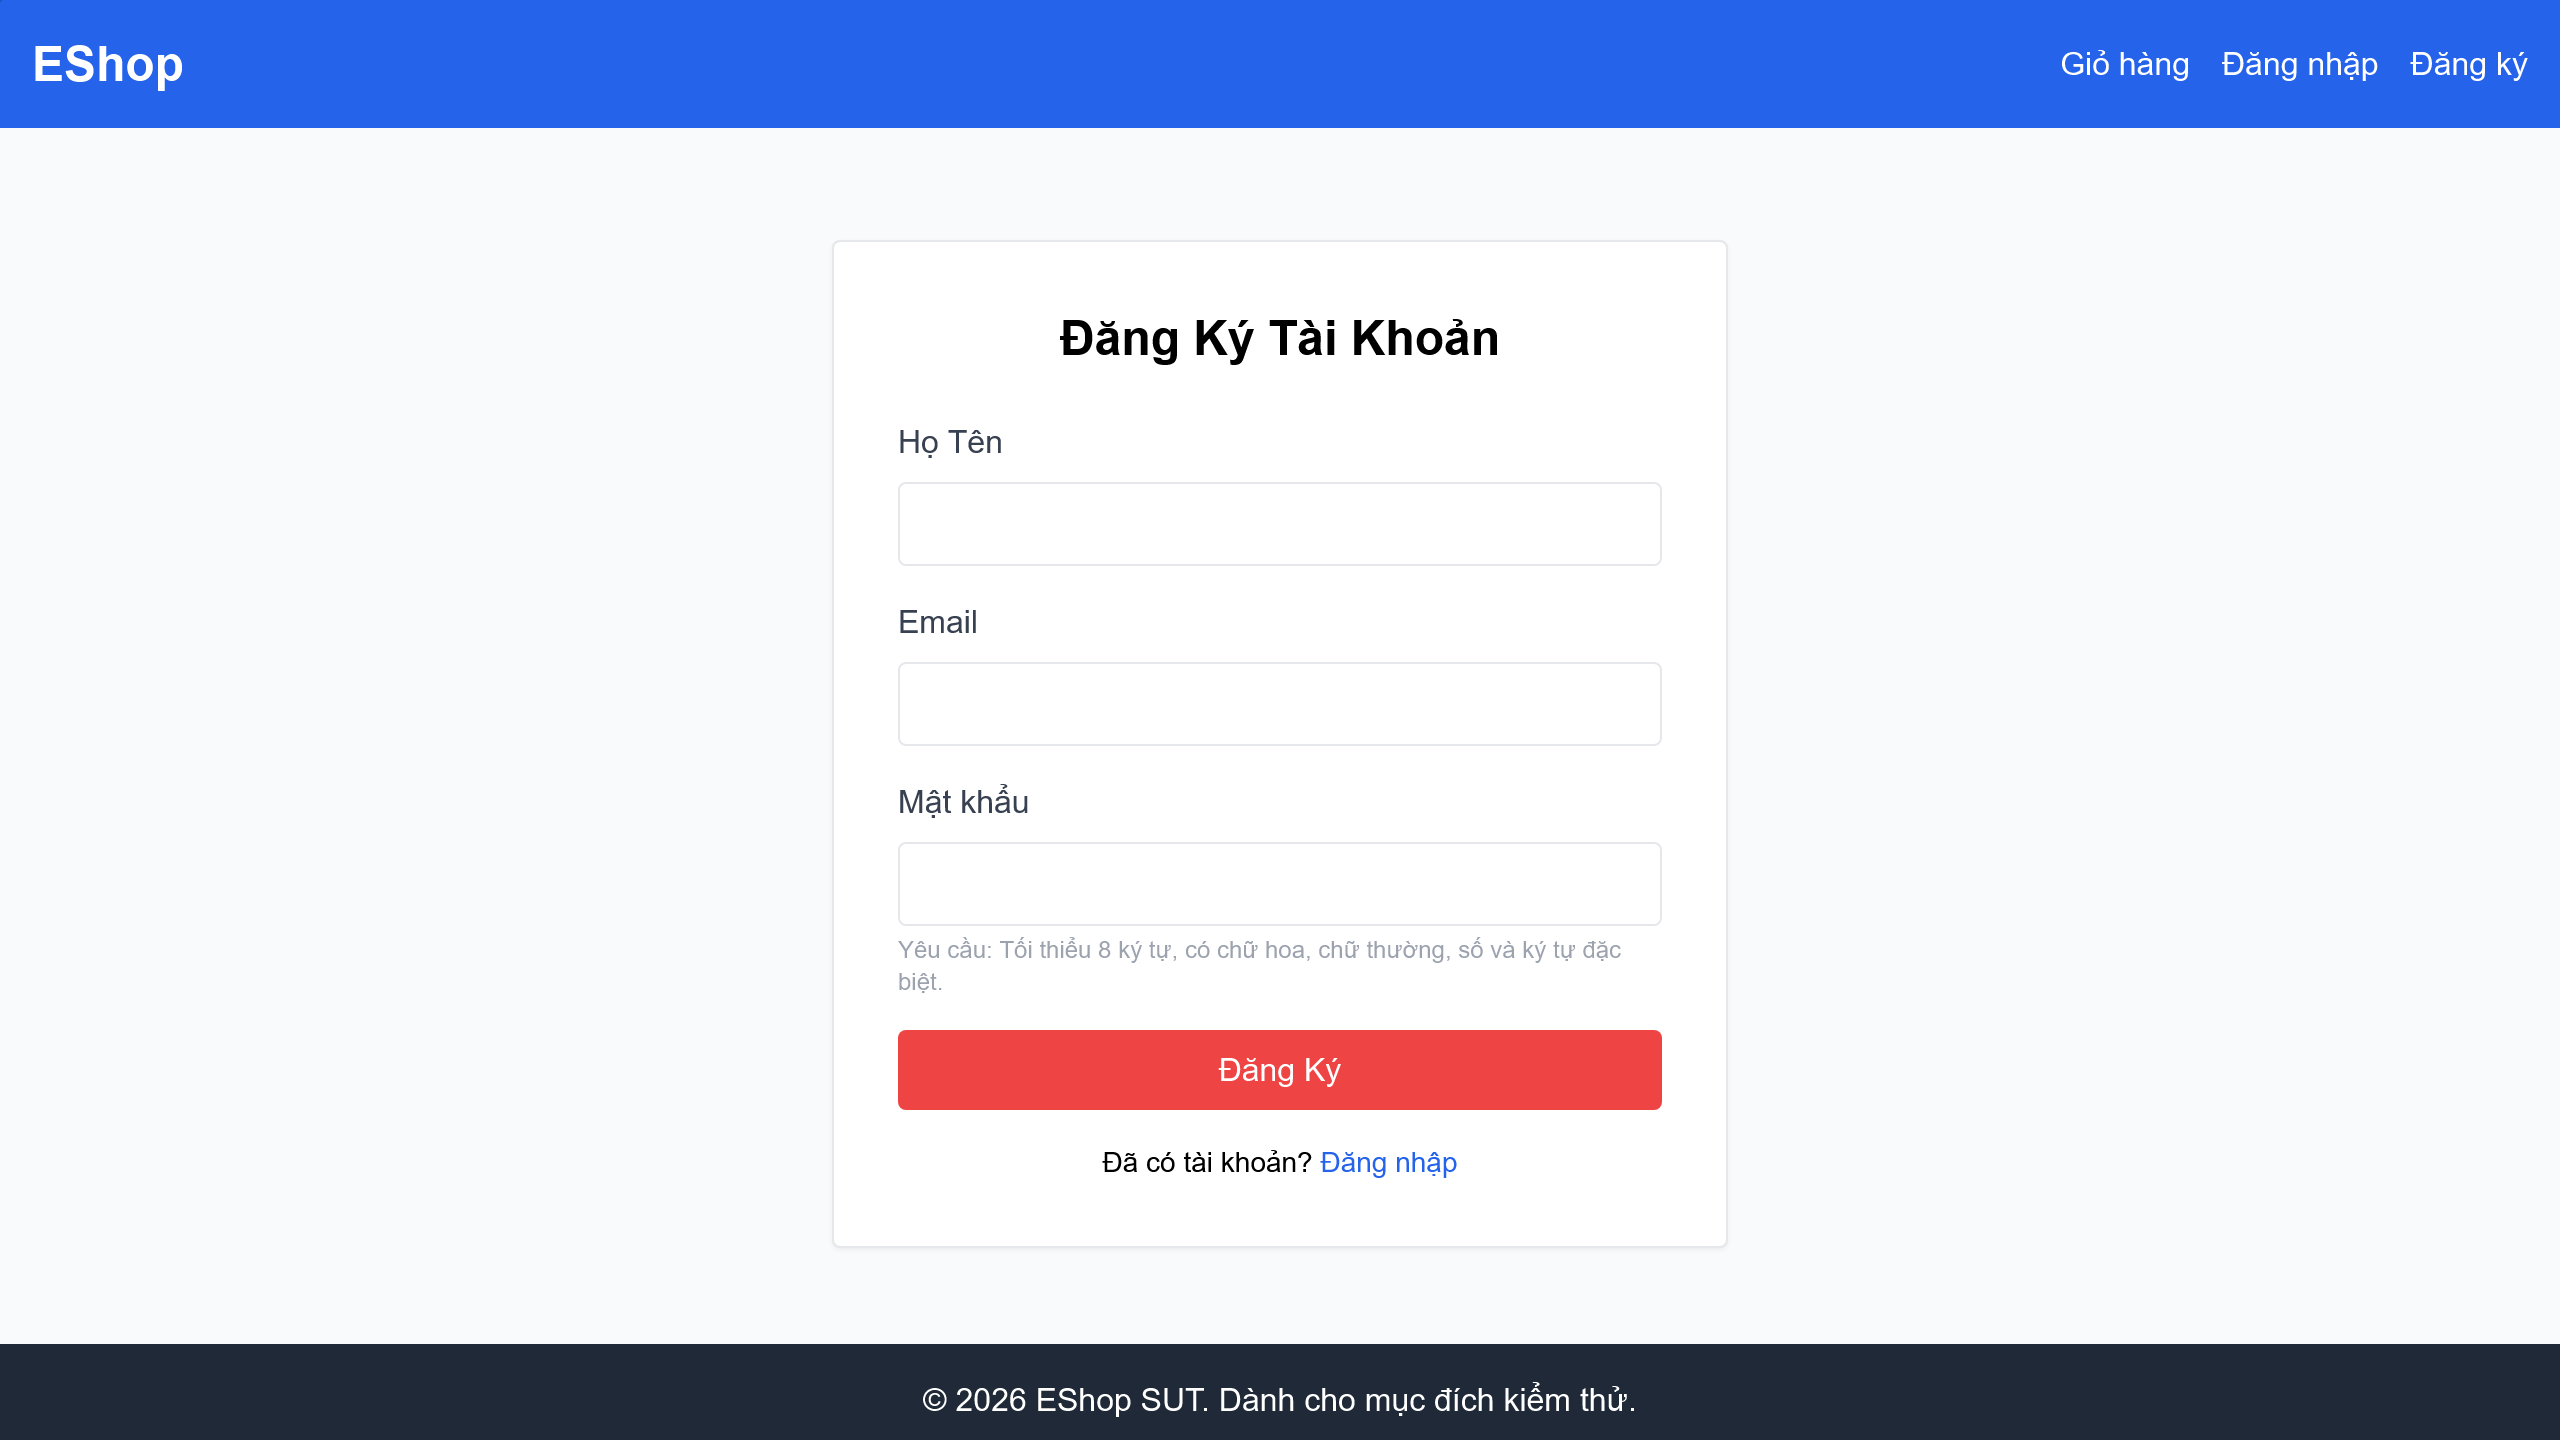 EShop
Giỏ hàng Đăng nhập Đăng ký
Đăng Ký Tài Khoản
Họ Tên
Email
Mật khẩu
Yêu cầu: Tối thiểu 8 ký tự, có chữ hoa, chữ thường, số và ký tự đặc
biệt.
Đăng Ký
Đã có tài khoản? Đăng nhập
© 2026 EShop SUT. Dành cho mục đích kiểm thử.